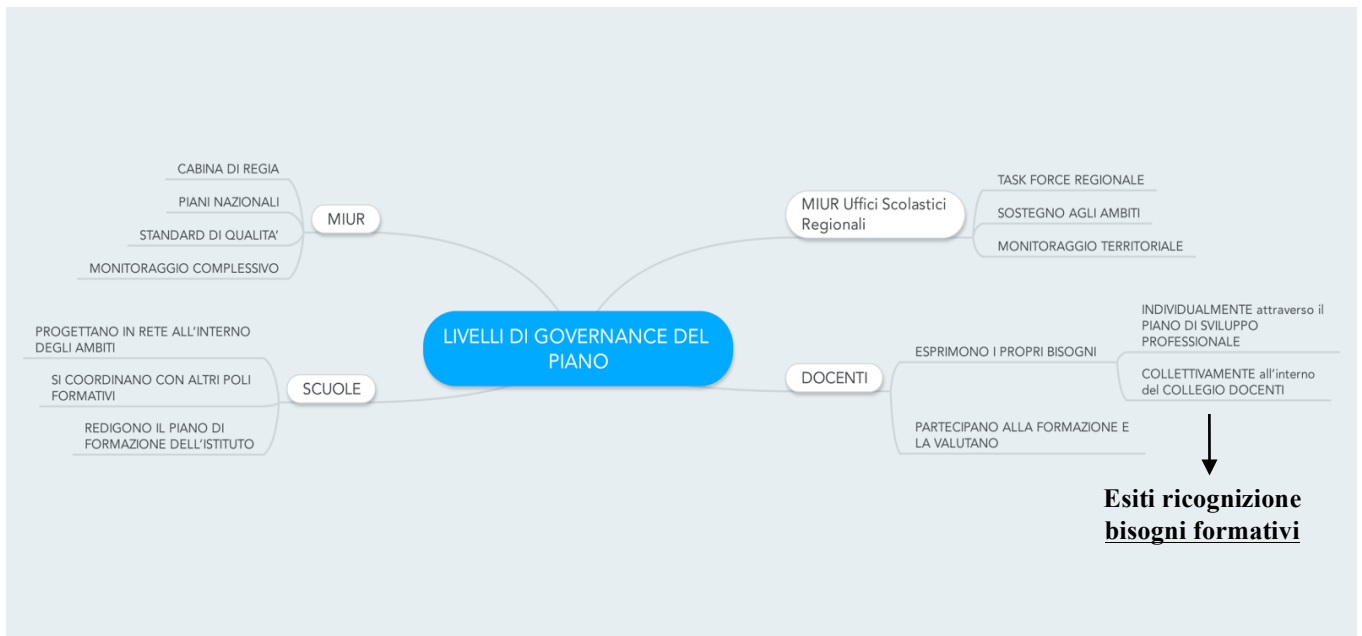 CABINA DI REGIA
PIANI NAZIONALI
STANDARD DI QUALITA’
MONITORAGGIO COMPLESSIVO
MIUR
MIUR Uffici Scolastici
Regionali
TASK FORCE REGIONALE
SOSTEGNO AGLI AMBITI
MONITORAGGIO TERRITORIALE
LIVELLI DI GOVERNANCE DEL
PIANO
PROGETTANO IN RETE ALL’INTERNO
DEGLI AMBITI
SI COORDINANO CON ALTRI POLI
FORMATIVI
REDIGONO IL PIANO DI
FORMAZIONE DELL’ISTITUTO
SCUOLE
DOCENTI
ESPRIMONO I PROPRI BISOGNI
INDIVIDUALMENTE attraverso il
PIANO DI SVILUPPO
PROFESSIONALE
COLLETTIVAMENTE all’interno
del COLLEGIO DOCENTI
PARTECIPANO ALLA FORMAZIONE E
LA VALUTANO
Esiti ricognizione
bisogni formativi